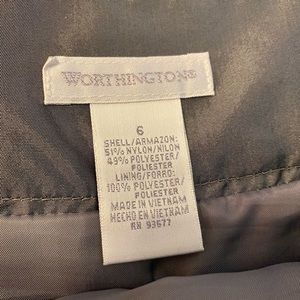 WORTHINGTON®
6
SHELL/ARMAZON:
51% NYLON/NILON
49% POLYESTER/
POLIESTER
LINING/FORRO:
100% POLYESTER/
POLIESTER
MADE IN VIETNAM
HECHO EN VIETNAM
RN 93677